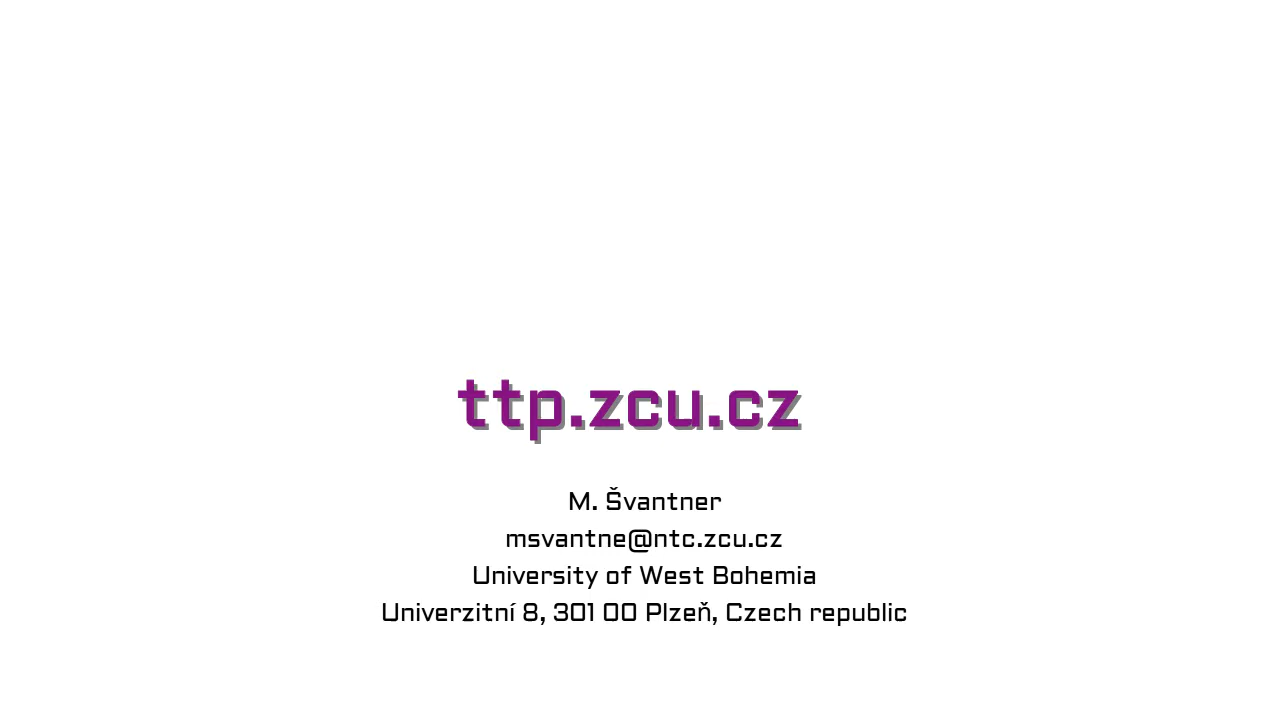 ttp.zcu.cz
M. Švantner
msvantne@ntc.zcu.cz
University of West Bohemia
Univerzitní 8, 301 00 Plzeň, Czech republic